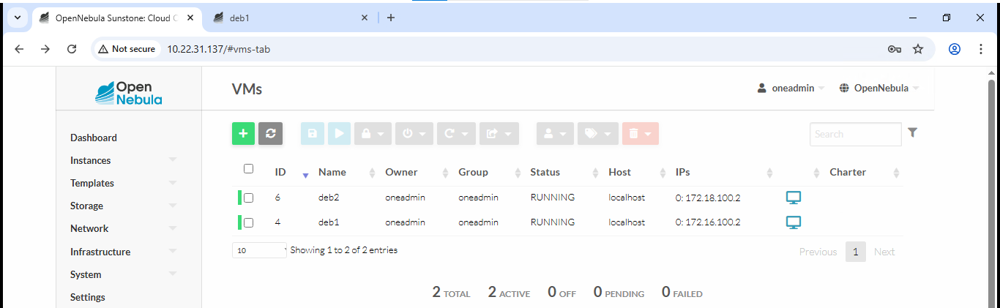 OpenNebula Sunstone: Cloud O
deb1
Not secure 10.22.31.137/#vms-tab
Open Nebula
VMs
oneadmin OpenNebula
Dashboard
Instances
Templates
Storage
Network
Infrastructure
System
Settings
Search
ID Name Owner Group Status Host IPs Charter
6 deb2 oneadmin oneadmin RUNNING localhost 0: 172.18.100.2
4 deb1 oneadmin oneadmin RUNNING localhost 0: 172.16.100.2
10 Showing 1 to 2 of 2 entries
Previous 1 Next
2 TOTAL 2 ACTIVE 0 OFF 0 PENDING 0 FAILED